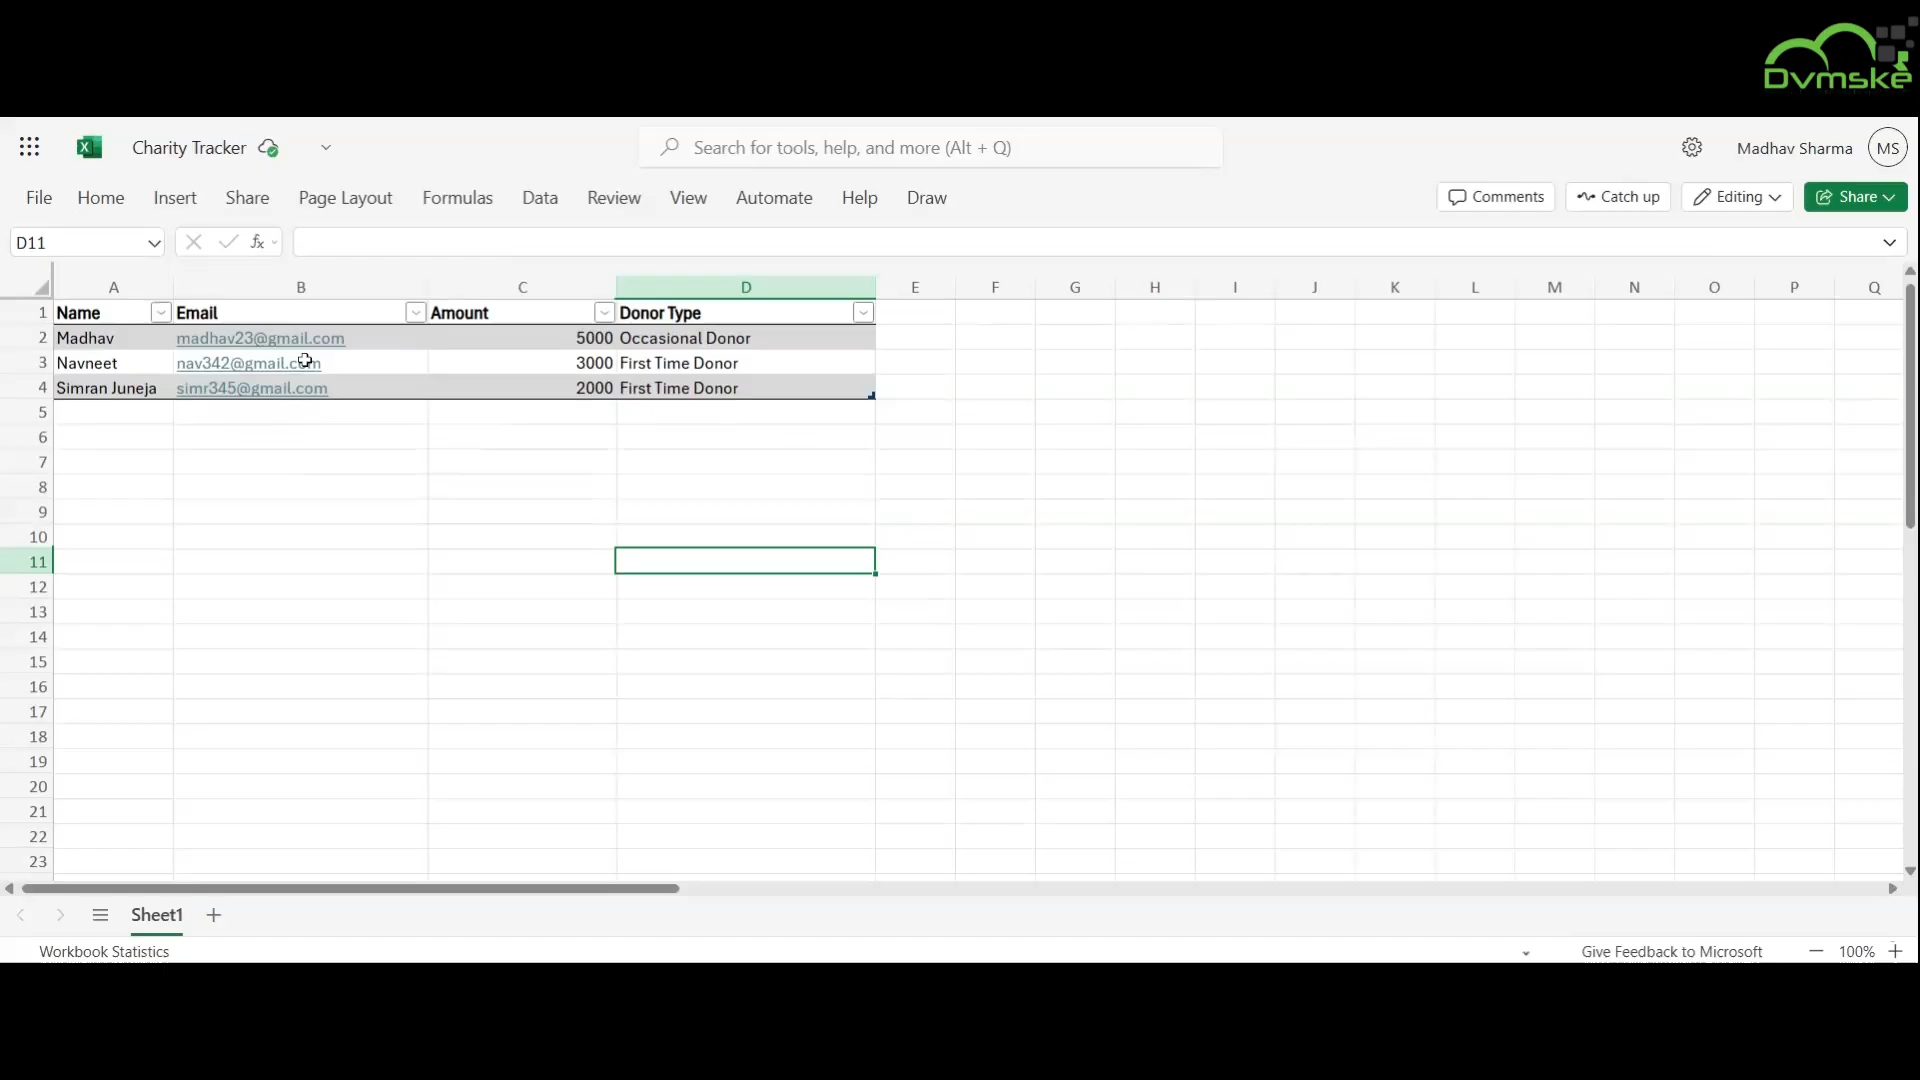 Dvmske
Charity Tracker
Search for tools, help, and more (Alt + Q)
Madhav Sharma MS
File Home Insert Share Page Layout Formulas Data Review View Automate Help Draw
Comments Catch up Editing Share
D11 fx
A B C D E F G H I J K L M N O P Q
1 Name Email Amount Donor Type
2 Madhav madhav23@gmail.com 5000 Occasional Donor
3 Navneet nav342@gmail.com 3000 First Time Donor
4 Simran Juneja simr345@gmail.com 2000 First Time Donor
5
6
7
8
9
10
11
12
13
14
15
16
17
18
19
20
21
22
23
Sheet1
Workbook Statistics Give Feedback to Microsoft 100%